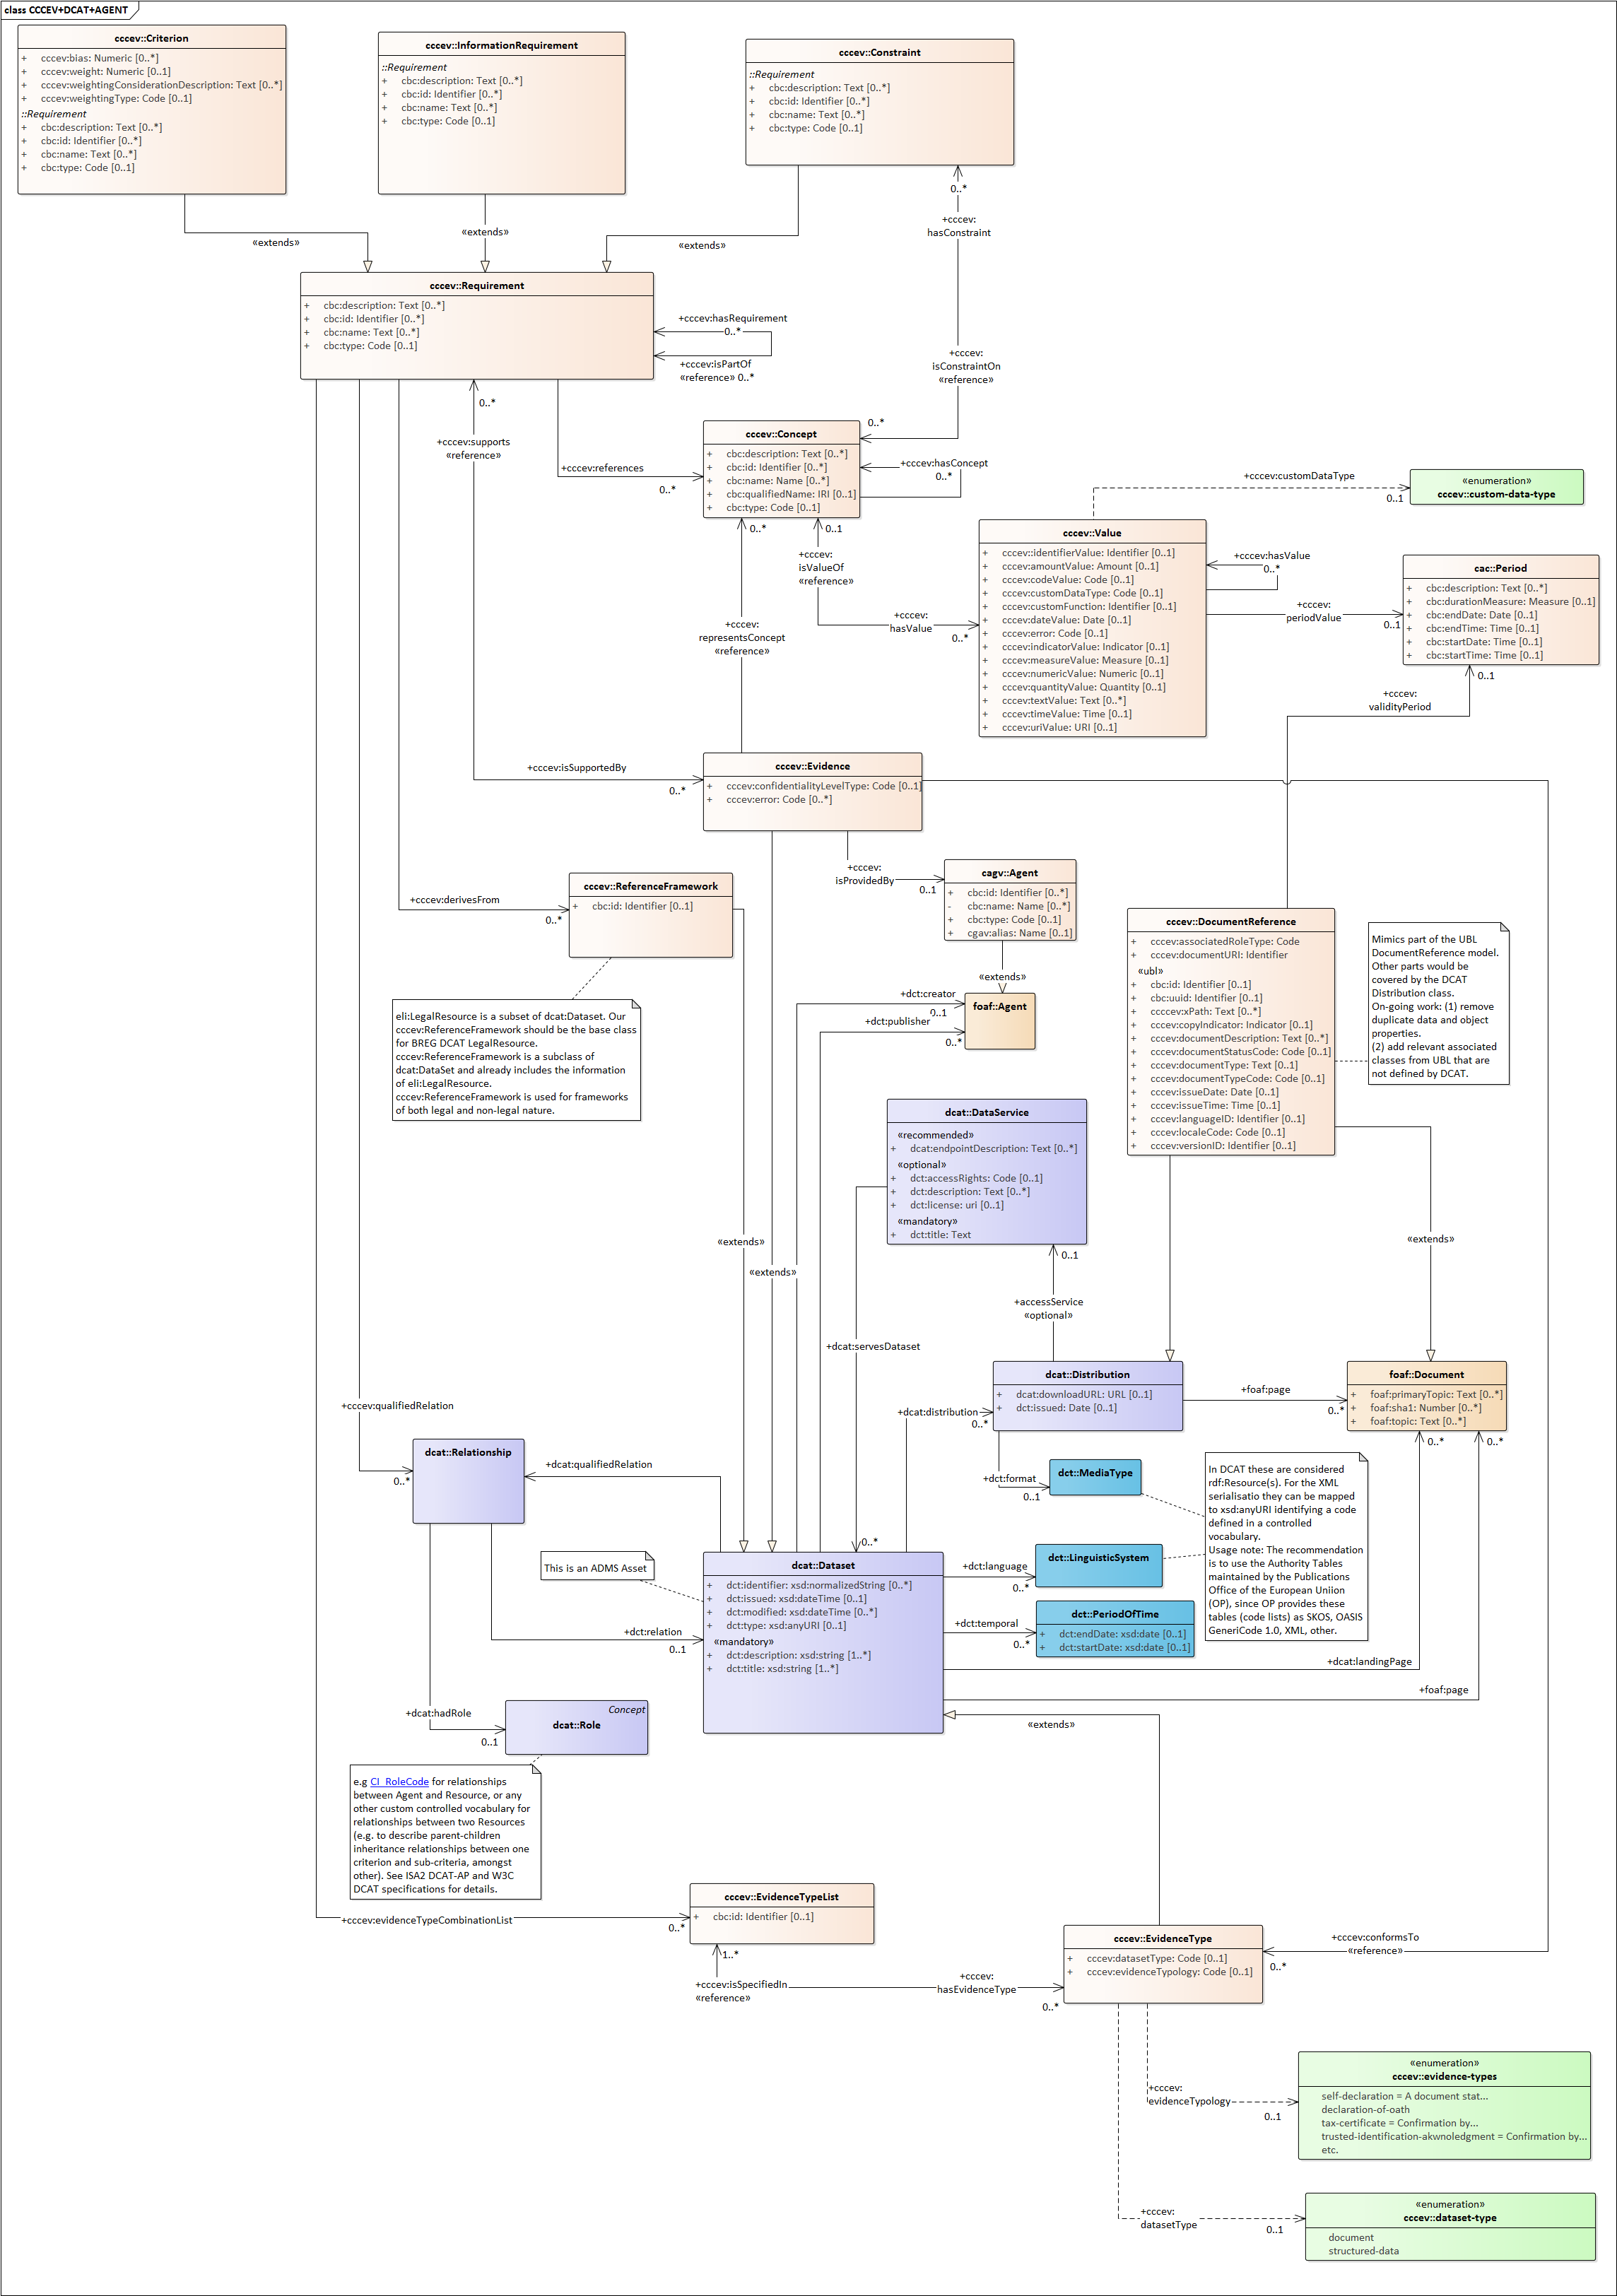 class CCCEV+DCAT+AGENT
cccev::Criterion
+ cccev:bias: Numeric [0..*]
+ cccev:weight: Numeric [0..1]
+ cccev:weightingConsiderationDescription: Text [0..*]
+ cccev:weightingType: Code [0..1]
::Requirement
+ cbc:description: Text [0..*]
+ cbc:id: Identifier [0..*]
+ cbc:name: Text [0..*]
+ cbc:type: Code [0..1]
cccev::InformationRequirement
::Requirement
+ cbc:description: Text [0..*]
+ cbc:id: Identifier [0..*]
+ cbc:name: Text [0..*]
+ cbc:type: Code [0..1]
cccev::Constraint
::Requirement
+ cbc:description: Text [0..*]
+ cbc:id: Identifier [0..*]
+ cbc:name: Text [0..*]
+ cbc:type: Code [0..1]
0..*
+cccev:
hasConstraint
«extends»
«extends»
«extends»
cccev::Requirement
+ cbc:description: Text [0..*]
+ cbc:id: Identifier [0..*]
+ cbc:name: Text [0..*]
+ cbc:type: Code [0..1]
+cccev:hasRequirement
0..*
+cccev:isPartOf
«reference» 0..*
+cccev:
isConstraintOn
«reference»
0..*
0..*
+cccev:supports
«reference»
+cccev:references
0..*
cccev::Concept
+ cbc:description: Text [0..*]
+ cbc:id: Identifier [0..*]
+ cbc:name: Name [0..*]
+ cbc:qualifiedName: IRI [0..1]
+ cbc:type: Code [0..1]
+cccev:hasConcept
0..*
+cccev:customDataType
0..1
«enumeration»
cccev::custom-data-type
0..*
0..1
+cccev:
isValueOf
«reference»
+cccev:
hasValue
0..*
+cccev:
representsConcept
«reference»
cccev::Value
+ cccev::identifierValue: Identifier [0..1]
+ cccev:amountValue: Amount [0..1]
+ cccev:codeValue: Code [0..1]
+ cccev:customDataType: Code [0..1]
+ cccev:customFunction: Identifier [0..1]
+ cccev:dateValue: Date [0..1]
+ cccev:error: Code [0..1]
+ cccev:indicatorValue: Indicator [0..1]
+ cccev:measureValue: Measure [0..1]
+ cccev:numericValue: Numeric [0..1]
+ cccev:quantityValue: Quantity [0..1]
+ cccev:textValue: Text [0..*]
+ cccev:timeValue: Time [0..1]
+ cccev:uriValue: URI [0..1]
+cccev:hasValue
0..*
+cccev:
periodValue
0..1
cac::Period
+ cbc:description: Text [0..*]
+ cbc:durationMeasure: Measure [0..1]
+ cbc:endDate: Date [0..1]
+ cbc:endTime: Time [0..1]
+ cbc:startDate: Time [0..1]
+ cbc:startTime: Time [0..1]
0..1
+cccev:
validityPeriod
+cccev:isSupportedBy
0..*
cccev::Evidence
+ cccev:confidentialityLevelType: Code [0..1]
+ cccev:error: Code [0..*]
+cccev:
isProvidedBy
0..1
cagv::Agent
+ cbc:id: Identifier [0..*]
- cbc:name: Name [0..*]
+ cbc:type: Code [0..1]
+ cgav:alias: Name [0..1]
«extends»
foaf::Agent
+dct:creator
0..1
+dct:publisher
0..*
+cccev:derivesFrom
0..*
cccev::ReferenceFramework
+ cbc:id: Identifier [0..1]
eli:LegalResource is a subset of dcat:Dataset. Our
cccev:ReferenceFramework should be the base class
for BREG DCAT LegalResource.
cccev:ReferenceFramework is a subclass of
dcat:DataSet and already includes the information
of eli:LegalResource.
cccev:ReferenceFramework is used for frameworks
of both legal and non-legal nature.
cccev::DocumentReference
+ cccev:associatedRoleType: Code
+ cccev:documentURI: Identifier
«ubl»
+ cbc:id: Identifier [0..1]
+ cbc:uuid: Identifier [0..1]
+ ccccev:xPath: Text [0..*]
+ cccev:copyIndicator: Indicator [0..1]
+ cccev:documentDescription: Text [0..*]
+ cccev:documentStatusCode: Code [0..1]
+ cccev:documentType: Text [0..1]
+ cccev:documentTypeCode: Code [0..1]
+ cccev:issueDate: Date [0..1]
+ cccev:issueTime: Time [0..1]
+ cccev:languageID: Identifier [0..1]
+ cccev:localeCode: Code [0..1]
+ cccev:versionID: Identifier [0..1]
Mimics part of the UBL
DocumentReference model.
Other parts would be
covered by the DCAT
Distribution class.
On-going work: (1) remove
duplicate data and object
properties.
(2) add relevant associated
classes from UBL that are
not defined by DCAT.
dcat::DataService
«recommended»
+ dcat:endpointDescription: Text [0..*]
«optional»
+ dct:accessRights: Code [0..1]
+ dct:description: Text [0..*]
+ dct:license: uri [0..1]
«mandatory»
+ dct:title: Text
0..1
+accessService
«optional»
«extends»
«extends»
«extends»
+dcat:servesDataset
0..*
dcat::Distribution
+ dcat:downloadURL: URL [0..1]
+ dct:issued: Date [0..1]
+foaf:page
0..*
foaf::Document
+ foaf:primaryTopic: Text [0..*]
+ foaf:sha1: Number [0..*]
+ foaf:topic: Text [0..*]
0..*
0..*
+dcat:distribution
0..*
+dct:format
0..1
dct::MediaType
In DCAT these are considered
rdf:Resource(s). For the XML
serialisatio they can be mapped
to xsd:anyURI identifying a code
defined in a controlled
vocabulary.
Usage note: The recommendation
is to use the Authority Tables
maintained by the Publications
Office of the European Uniion
(OP), since OP provides these
tables (code lists) as SKOS, OASIS
GeneriCode 1.0, XML, other.
+cccev:qualifiedRelation
0..*
dcat::Relationship
+dcat:qualifiedRelation
This is an ADMS Asset
dcat::Dataset
+ dct:identifier: xsd:normalizedString [0..*]
+ dct:issued: xsd:dateTime [0..1]
+ dct:modified: xsd:dateTime [0..*]
+ dct:type: xsd:anyURI [0..1]
«mandatory»
+ dct:description: xsd:string [1..*]
+ dct:title: xsd:string [1..*]
+dct:language
0..*
dct::LinguisticSystem
+dct:temporal
0..*
dct::PeriodOfTime
+ dct:endDate: xsd:date [0..1]
+ dct:startDate: xsd:date [0..1]
+dct:relation
0..1
+dcat:landingPage
+foaf:page
«extends»
+dcat:hadRole
0..1
Concept
dcat::Role
e.g CI_RoleCode for relationships
between Agent and Resource, or any
other custom controlled vocabulary for
relationships between two Resources
(e.g. to describe parent-children
inheritance relationships between one
criterion and sub-criteria, amongst
other). See ISA2 DCAT-AP and W3C
DCAT specifications for details.
+cccev:evidenceTypeCombinationList
0..*
cccev::EvidenceTypeList
+ cbc:id: Identifier [0..1]
1..*
+cccev:isSpecifiedIn
«reference»
+cccev:
hasEvidenceType
0..*
cccev::EvidenceType
+ cccev:datasetType: Code [0..1]
+ cccev:evidenceTypology: Code [0..1]
+cccev:conformsTo
«reference»
0..*
+cccev:
evidenceTypology
0..1
«enumeration»
cccev::evidence-types
self-declaration = A document stat...
declaration-of-oath
tax-certificate = Confirmation by...
trusted-identification-akwnoledgment = Confirmation by...
etc.
+cccev:
datasetType
0..1
«enumeration»
cccev::dataset-type
document
structured-data